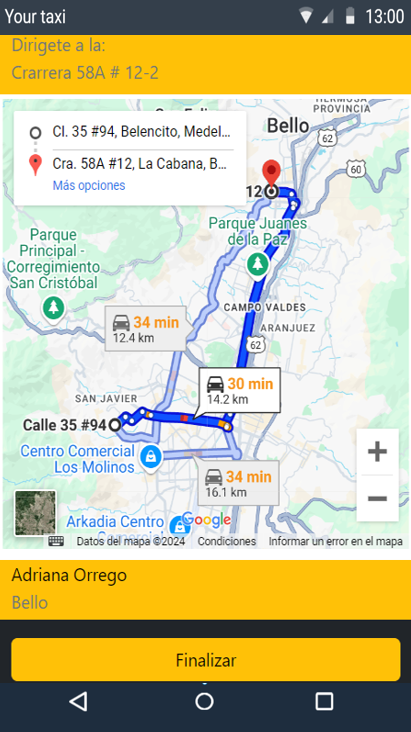 Your taxi
13:00
Dirigete a la:
Crarrera 58A # 12-2
HERMOSA
PROVINCIA
Cl. 35 #94, Belencito, Medel...
Cra. 58A #12, La Cabana, B...
Más opciones
Bello
62
60
12
Parque Juanes
de la Paz
Parque
Principal -
Corregimiento
San Cristóbal
CAMPO VALDES
34 min
12.4 km
ARANJUEZ
62
30 min
14.2 km
SAN JAVIER
Calle 35 #94
Centro Comercial
Los Molinos
34 min
16.1 km
Arkadia Centro
Google
Datos del mapa ©2024
Condiciones
Informar un error en el mapa
Adriana Orrego
Bello
Finalizar